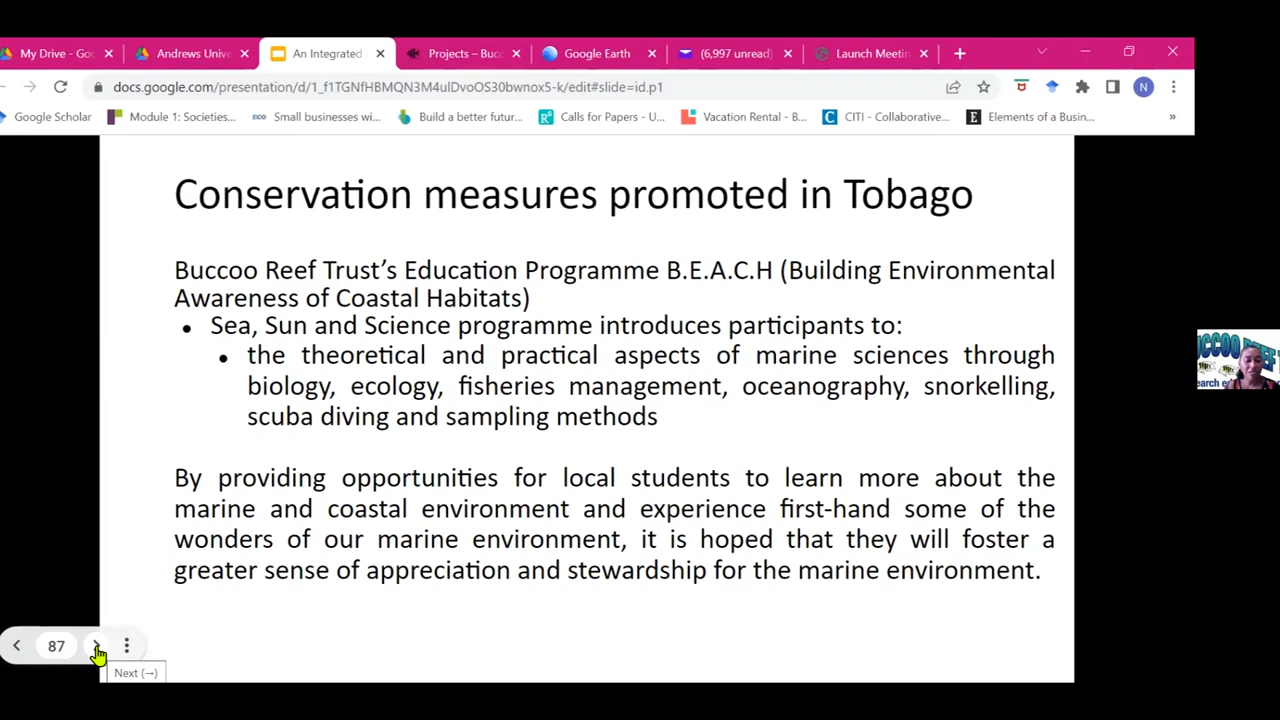 My Drive - Goo
Andrews Unive
An Integrated
Projects – Bucc
Google Earth
(6,997 unread)
Launch Meetin
docs.google.com/presentation/d/1_f1TGNfHBMQN3M4ulDvoOS30bwnox5-k/edit#slide=id.p1
N
Google Scholar
Module 1: Societies...
ECO Small businesses wi...
Build a better futur...
Calls for Papers - U...
Vacation Rental - B...
C CITI - Collaborative...
E Elements of a Busin...
»
Conservation measures promoted in Tobago
Buccoo Reef Trust’s Education Programme B.E.A.C.H (Building Environmental
Awareness of Coastal Habitats)
• Sea, Sun and Science programme introduces participants to:
• the theoretical and practical aspects of marine sciences through
biology, ecology, fisheries management, oceanography, snorkelling,
scuba diving and sampling methods
By providing opportunities for local students to learn more about the
marine and coastal environment and experience first-hand some of the
wonders of our marine environment, it is hoped that they will foster a
greater sense of appreciation and stewardship for the marine environment.
UCCOO REEF T
87
Next (→)